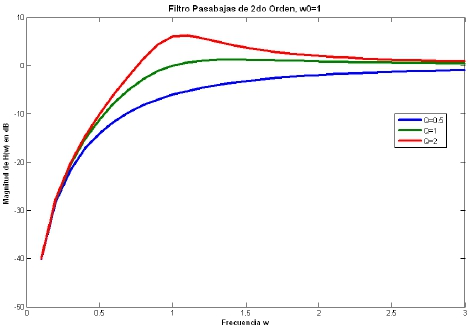 Filtro Pasabajas de 2do Orden, w0=1
Magnitud de H(w) en dB
10
0
-10
-20
-30
-40
-50
0
0.5
1
1.5
2
2.5
3
Frecuencia w
Q=0.5
Q=1
Q=2